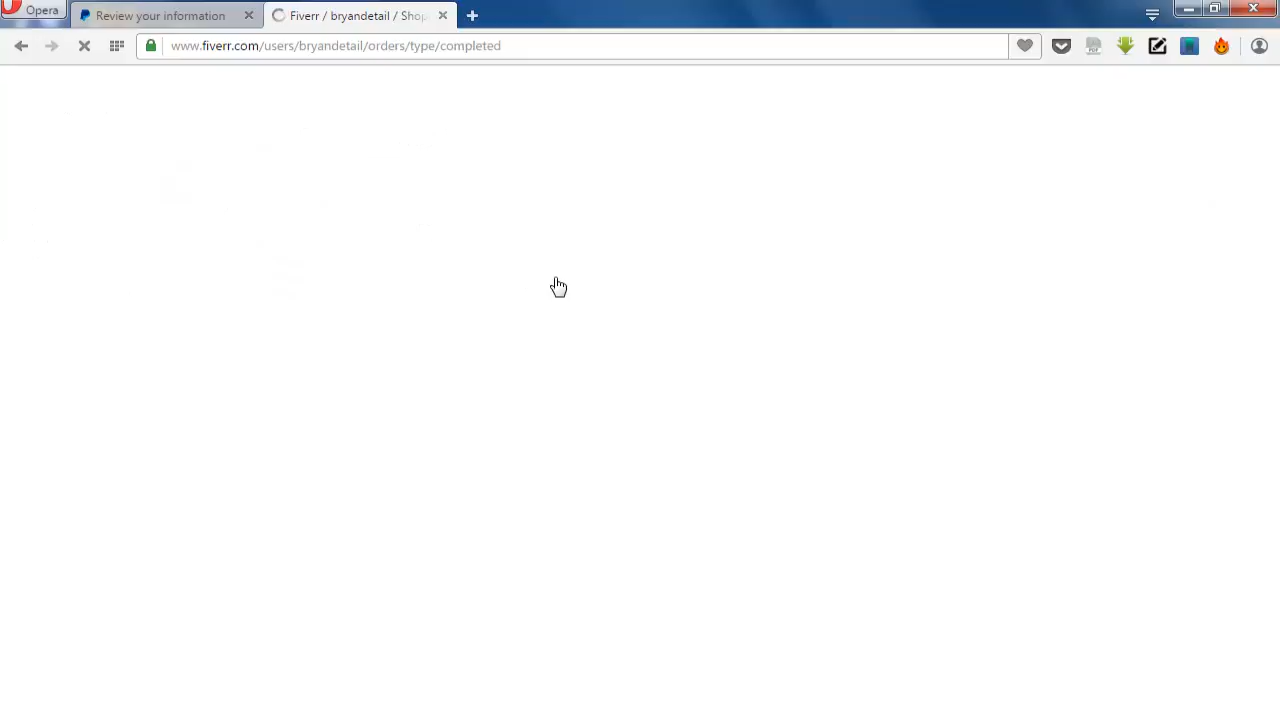 Opera
Review your information
Fiverr / bryandetail / Shop
www.fiverr.com/users/bryandetail/orders/type/completed